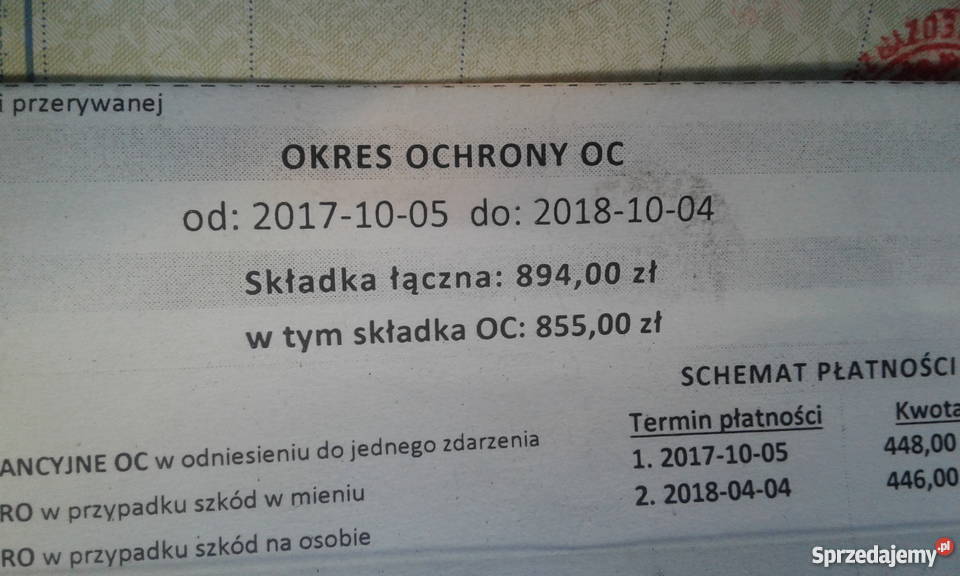 i przerywanej
OKRES OCHRONY OC
od: 2017-10-05 do: 2018-10-04
Składka łączna: 894,00 zł
w tym składka OC: 855,00 zł
SCHEMAT PŁATNOŚCI
Termin płatności Kwota
1. 2017-10-05 448,00
2. 2018-04-04 446,00
ANCYJNE OC w odniesieniu do jednego zdarzenia
RO w przypadku szkód w mieniu
RO w przypadku szkód na osobie
Sprzedajemy.pl